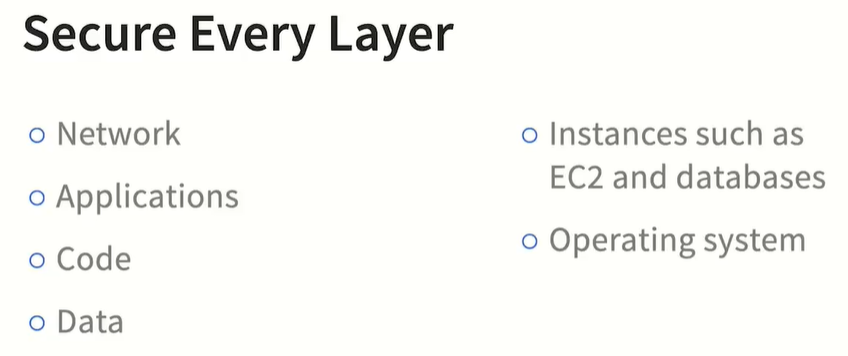 Secure Every Layer
Network
Applications
Code
Data
Instances such as
EC2 and databases
Operating system